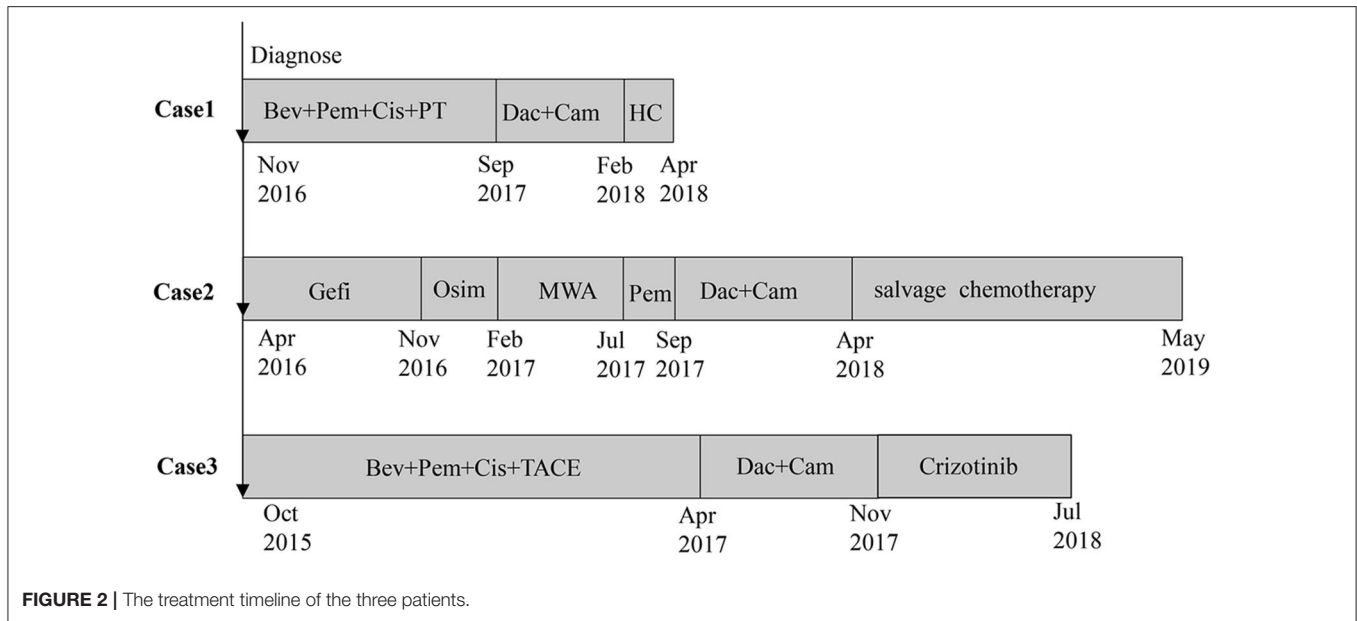 Diagnose
Case1
Bev+Pem+Cis+PT
Dac+Cam
HC
Nov
2016
Sep
2017
Feb
2018
Apr
2018
Case2
Gefi
Osim
MWA
Pem
Dac+Cam
salvage chemotherapy
Apr
2016
Nov
2016
Feb
2017
Jul
2017
Sep
2017
Apr
2018
May
2019
Case3
Bev+Pem+Cis+TACE
Dac+Cam
Crizotinib
Oct
2015
Apr
2017
Nov
2017
Jul
2018
FIGURE 2 | The treatment timeline of the three patients.